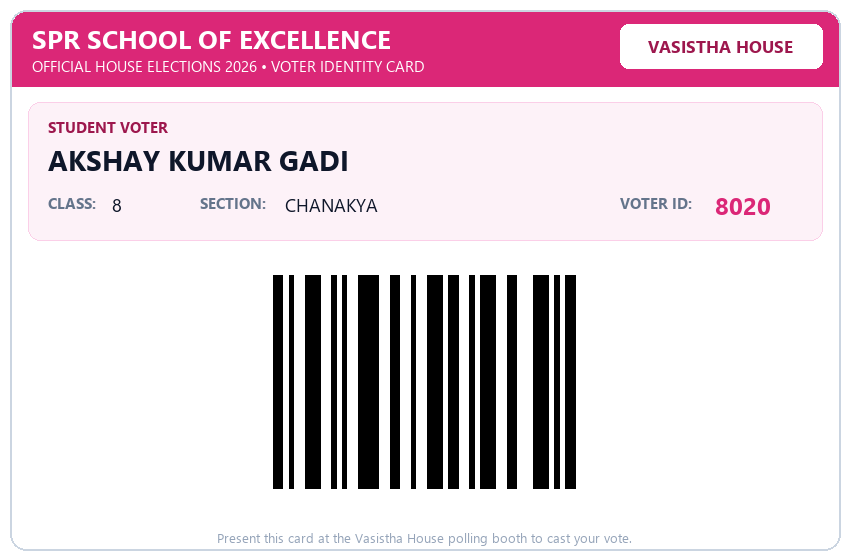 SPR SCHOOL OF EXCELLENCE
OFFICIAL HOUSE ELECTIONS 2026 • VOTER IDENTITY CARD
VASISTHA HOUSE
STUDENT VOTER
AKSHAY KUMAR GADI
CLASS: 8 SECTION: CHANAKYA VOTER ID: 8020
Present this card at the Vasistha House polling booth to cast your vote.